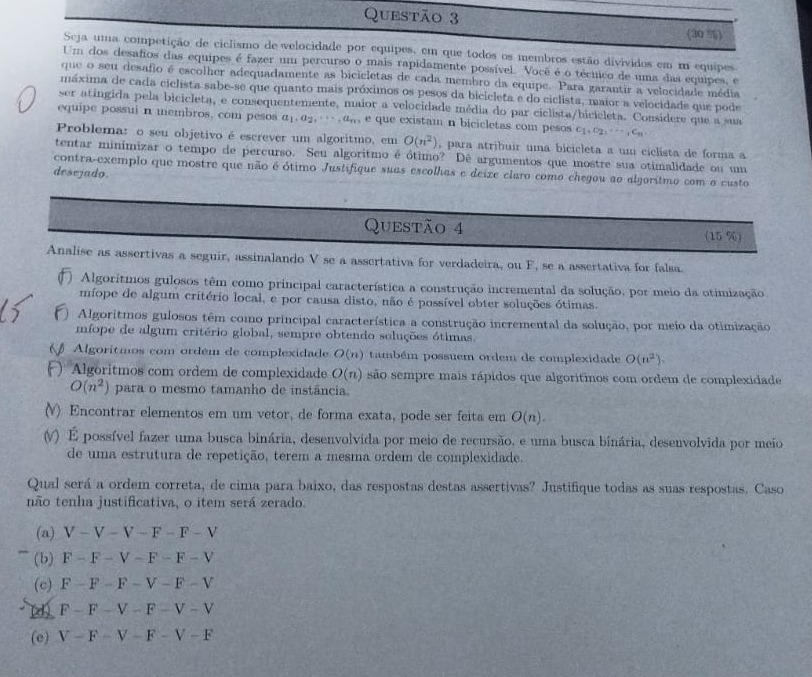 QUESTÃO 3
(30 %)
Seja uma competição de ciclismo de velocidade por equipes, em que todos os membros estão divividos em m equipes.
Um dos desafios das equipes é fazer um percurso o mais rapidamente possível. Você é o técnico de uma das equipes, e
que o seu desafio é escolher adequadamente as bicicletas de cada membro da equipe. Para garantir a velocidade média
máxima de cada ciclista sabe-se que quanto mais próximos os pesos da bicicleta e do ciclista, maior a velocidade que pode
ser atingida pela bicicleta, e consequentemente, maior a velocidade média do par ciclista/bicicleta. Considere que a sua
equipe possui n membros, com pesos a₁, a₂, ⋯, aₙ, e que existam n bicicletas com pesos c₁, c₂, ⋯, cₙ.
0
Problema: o seu objetivo é escrever um algoritmo, em O(n²), para atribuir uma bicicleta a um ciclista de forma a
tentar minimizar o tempo de percurso. Seu algoritmo é ótimo? Dê argumentos que mostre sua otimalidade ou um
contra-exemplo que mostre que não é ótimo Justifique suas escolhas e deixe claro como chegou ao algoritmo com o custo
desejado.
QUESTÃO 4
(15 %)
Analise as assertivas a seguir, assinalando V se a assertativa for verdadeira, ou F, se a assertativa for falsa.
(F) Algoritmos gulosos têm como principal característica a construção incremental da solução, por meio da otimização
míope de algum critério local, e por causa disto, não é possível obter soluções ótimas.
15
(F) Algoritmos gulosos têm como principal característica a construção incremental da solução, por meio da otimização
míope de algum critério global, sempre obtendo soluções ótimas.
(V) Algoritmos com ordem de complexidade O(n) também possuem ordem de complexidade O(n²).
(F) Algoritmos com ordem de complexidade O(n) são sempre mais rápidos que algoritmos com ordem de complexidade
O(n²) para o mesmo tamanho de instância.
(V) Encontrar elementos em um vetor, de forma exata, pode ser feita em O(n).
(V) É possível fazer uma busca binária, desenvolvida por meio de recursão, e uma busca binária, desenvolvida por meio
de uma estrutura de repetição, terem a mesma ordem de complexidade.
Qual será a ordem correta, de cima para baixo, das respostas destas assertivas? Justifique todas as suas respostas. Caso
não tenha justificativa, o item será zerado.
(a) V – V – V – F – F – V
(b) F – F – V – F – F – V
(c) F – F – F – V – F – V
(d) F – F – V – F – V – V
(e) V – F – V – F – V – F